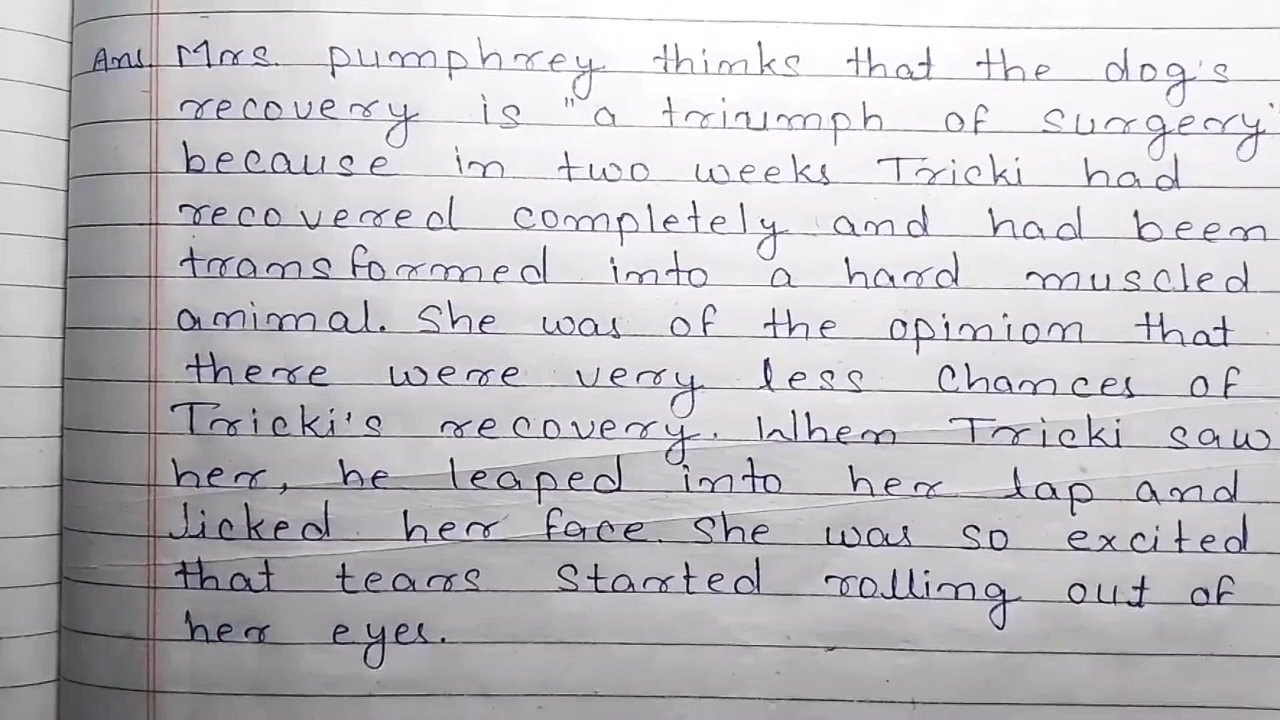 Ans Mrs. pumphrey thinks that the dog's
recovery is "a triumph of surgery"
because in two weeks Tricki had
recovered completely and had been
transformed into a hard muscled
animal. She was of the opinion that
there were very less chances of
Tricki's recovery. When Tricki saw
her, he leaped into her lap and
licked her face. She was so excited
that tears started rolling out of
her eyes.